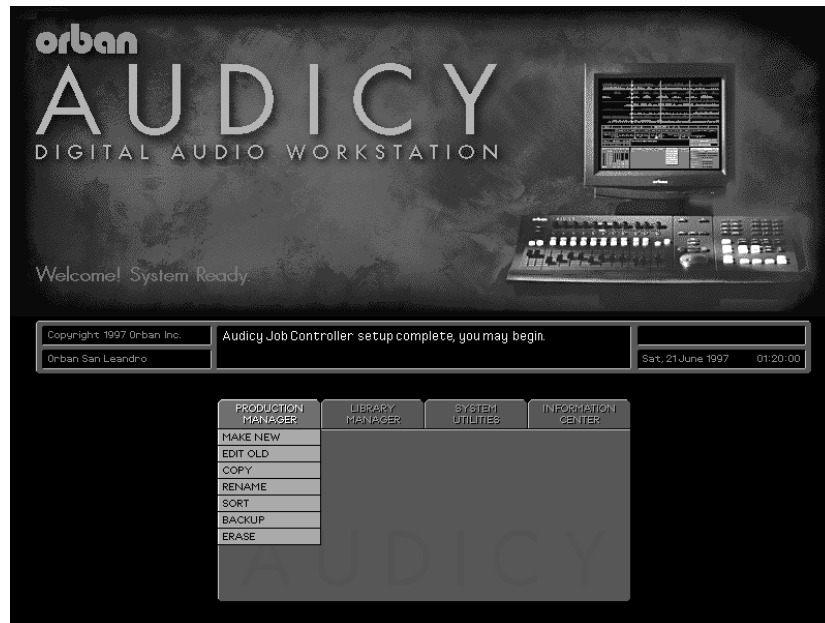 orban
AUDICY
DIGITAL AUDIO WORKSTATION
Welcome! System Ready.
Copyright 1997 Orban Inc.
Orban San Leandro
Audicy Job Controller setup complete, you may begin.
Sat, 21 June 1997 01:20:00
PRODUCTION MANAGER
LIBRARY MANAGER
SYSTEM UTILITIES
INFORMATION CENTER
MAKE NEW
EDIT OLD
COPY
RENAME
SORT
BACKUP
ERASE
AUDICY